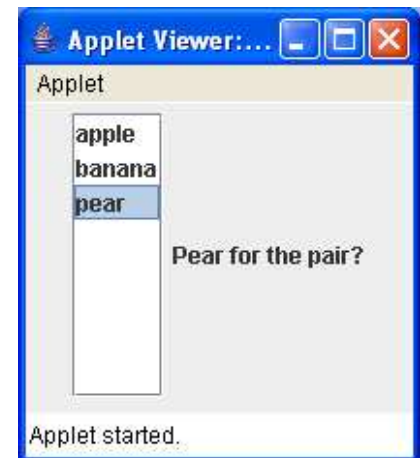 Applet Viewer:...
Applet
apple
banana
pear
Pear for the pair?
Applet started.